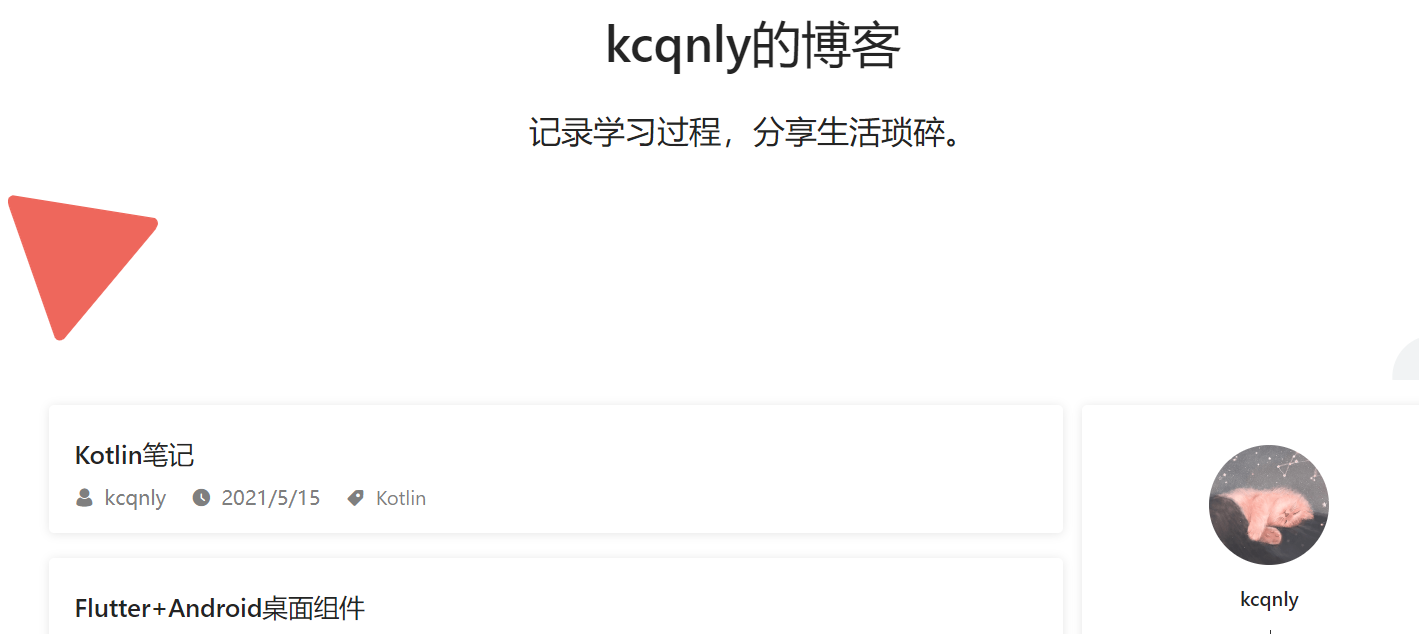 kcqnly的博客
记录学习过程，分享生活琐碎。
Kotlin笔记
kcqnly 2021/5/15 Kotlin
Flutter+Android桌面组件
kcqnly